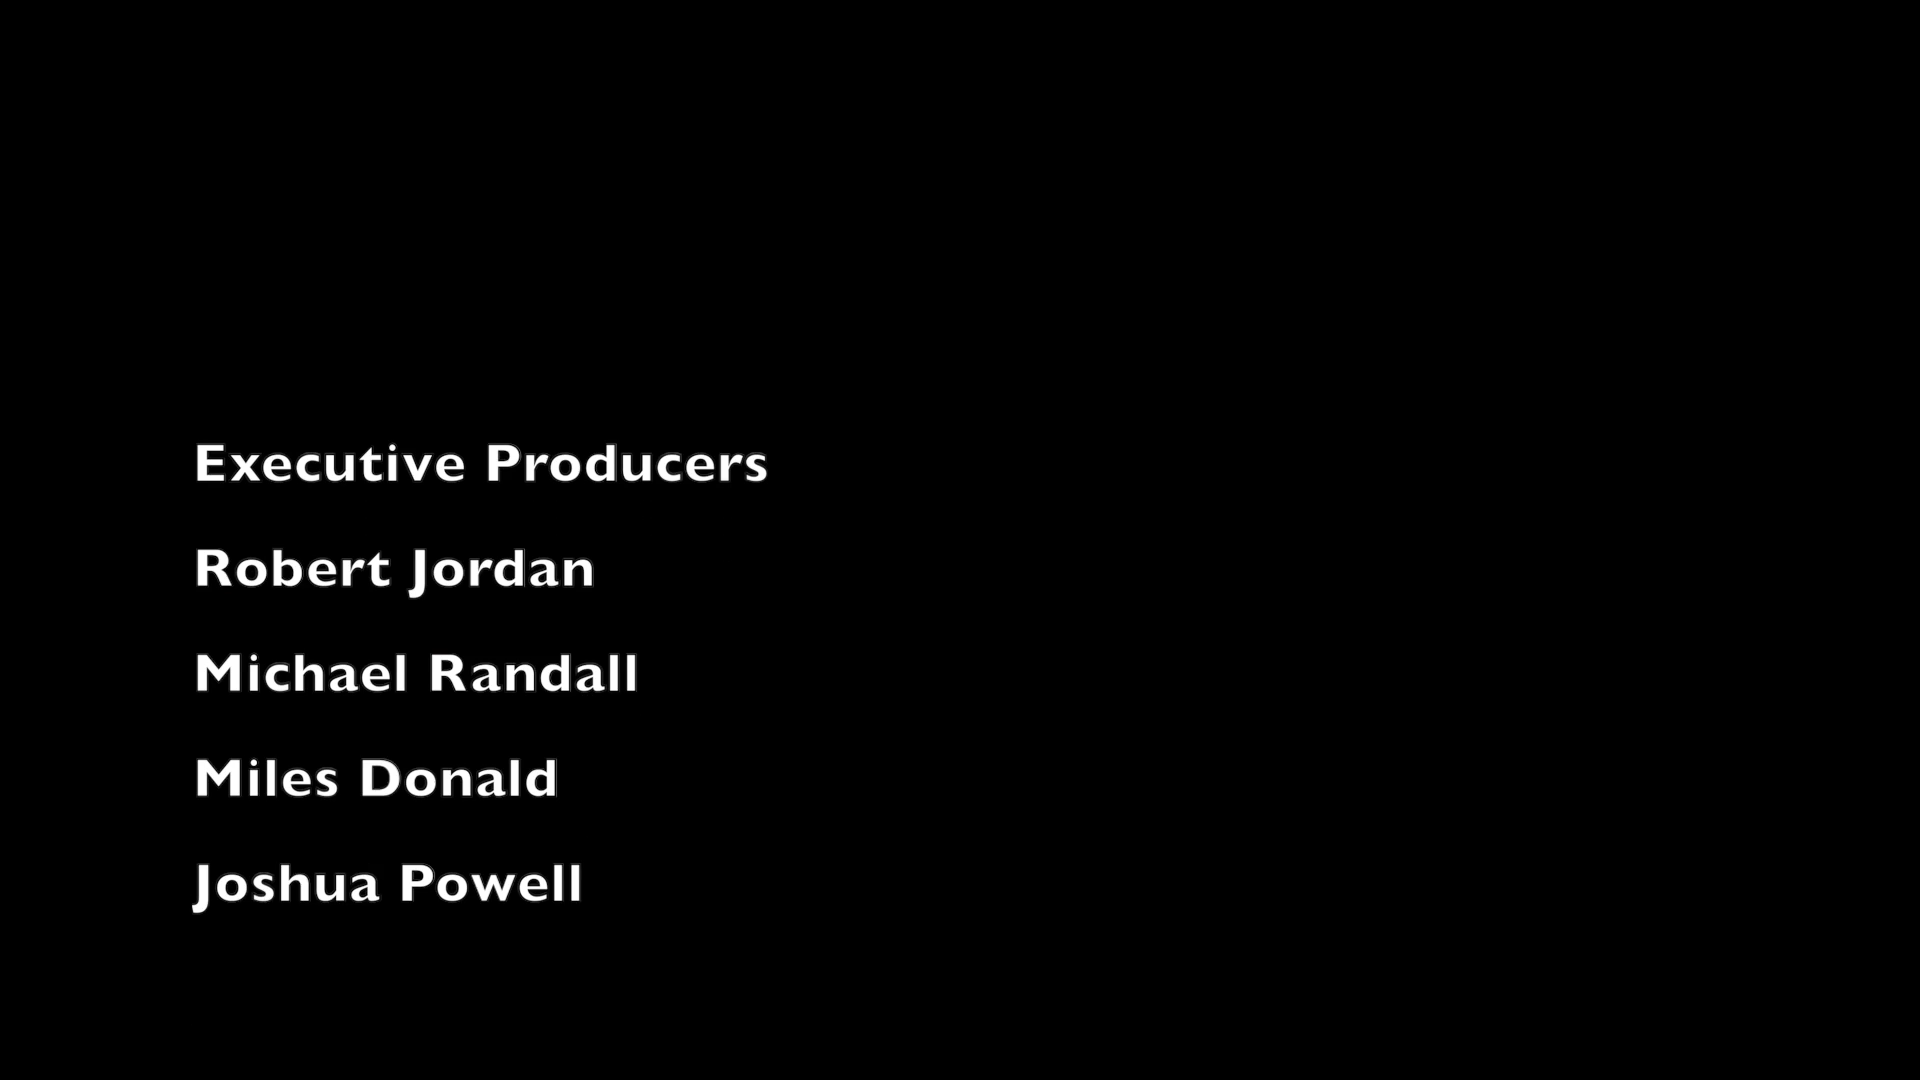 Executive Producers
Robert Jordan
Michael Randall
Miles Donald
Joshua Powell